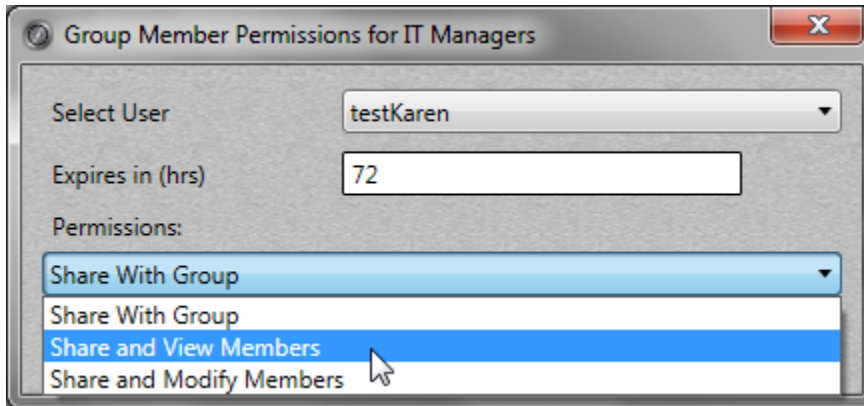 Group Member Permissions for IT Managers
Select User testKaren
Expires in (hrs) 72
Permissions:
Share With Group
Share With Group
Share and View Members
Share and Modify Members